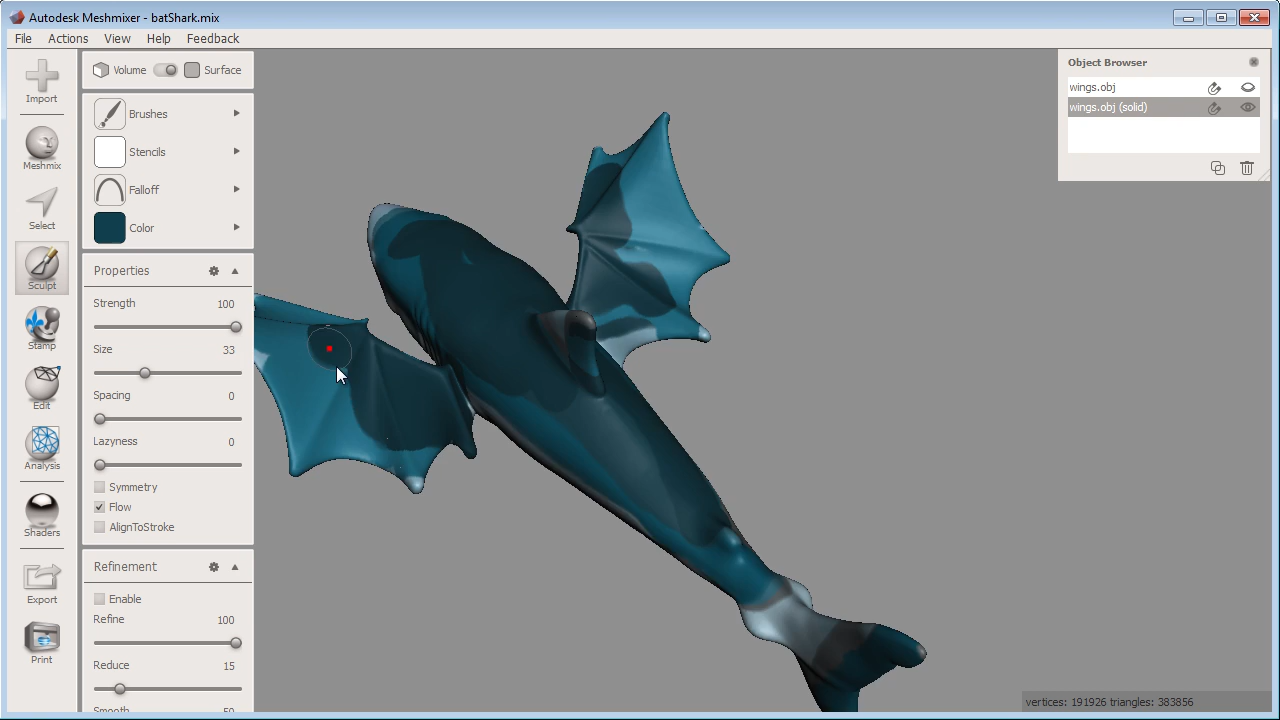 Autodesk Meshmixer - batShark.mix
File Actions View Help Feedback
Import
Meshmix
Select
Sculpt
Stamp
Edit
Analysis
Shaders
Export
Print
Volume Surface
Brushes
Stencils
Falloff
Color
Properties
Strength 100
Size 33
Spacing 0
Lazyness 0
Symmetry
Flow
AlignToStroke
Refinement
Enable
Refine 100
Reduce 15
Smooth 50
Object Browser
wings.obj
wings.obj (solid)
vertices: 191926 triangles: 383856